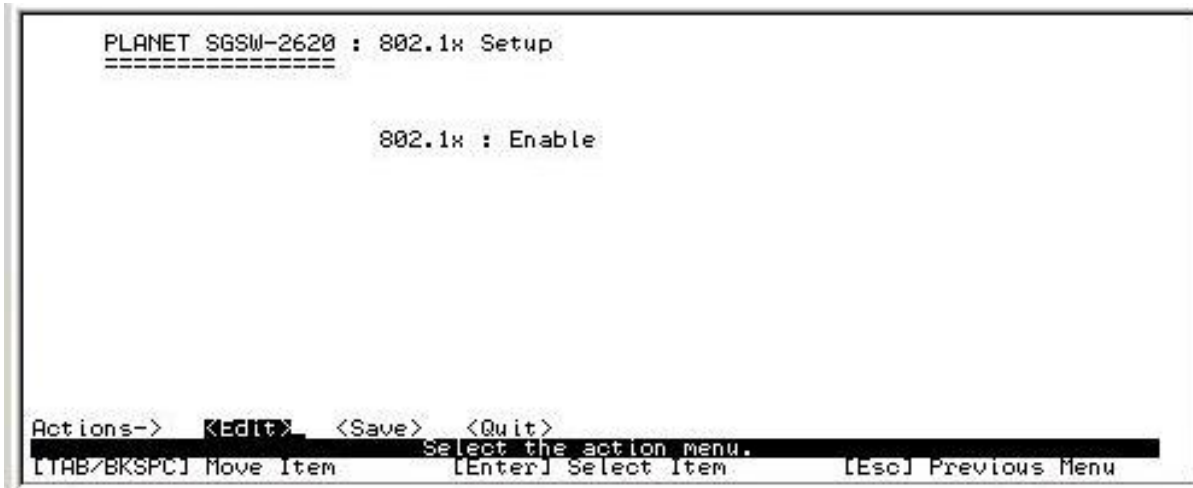 PLANET SGSW-2620 : 802.1x Setup
================
802.1x : Enable
Actions-> <Edit> <Save> <Quit>
Select the action menu.
[TAB/BKSPC] Move Item [Enter] Select Item [Esc] Previous Menu